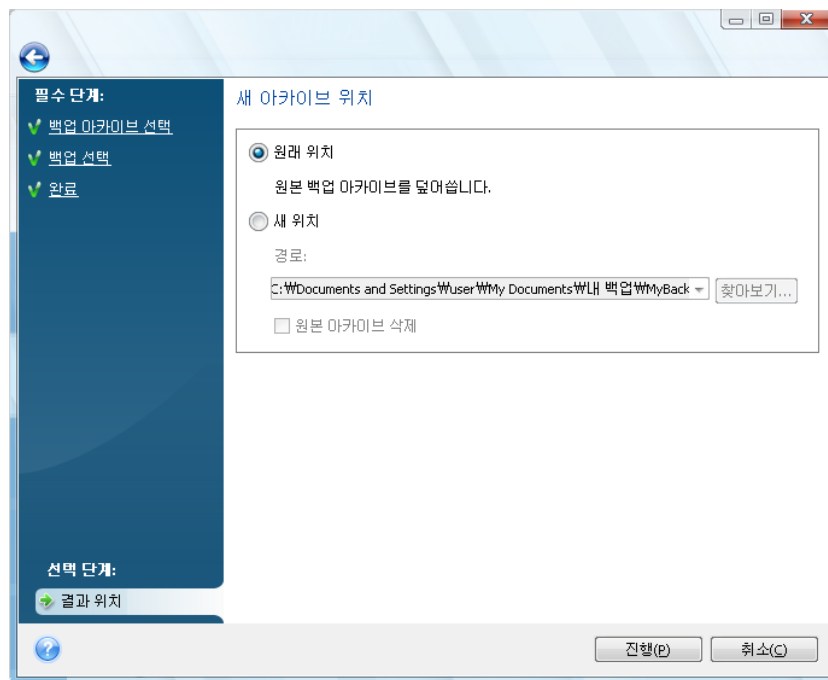 필수 단계:
백업 아카이브 선택
백업 선택
완료
새 아카이브 위치
원래 위치
원본 백업 아카이브를 덮어씁니다.
새 위치
경로:
C:₩Documents and Settings₩user₩My Documents₩내 백업₩MyBack
찾아보기...
원본 아카이브 삭제
선택 단계:
결과 위치
진행(P)
취소(C)